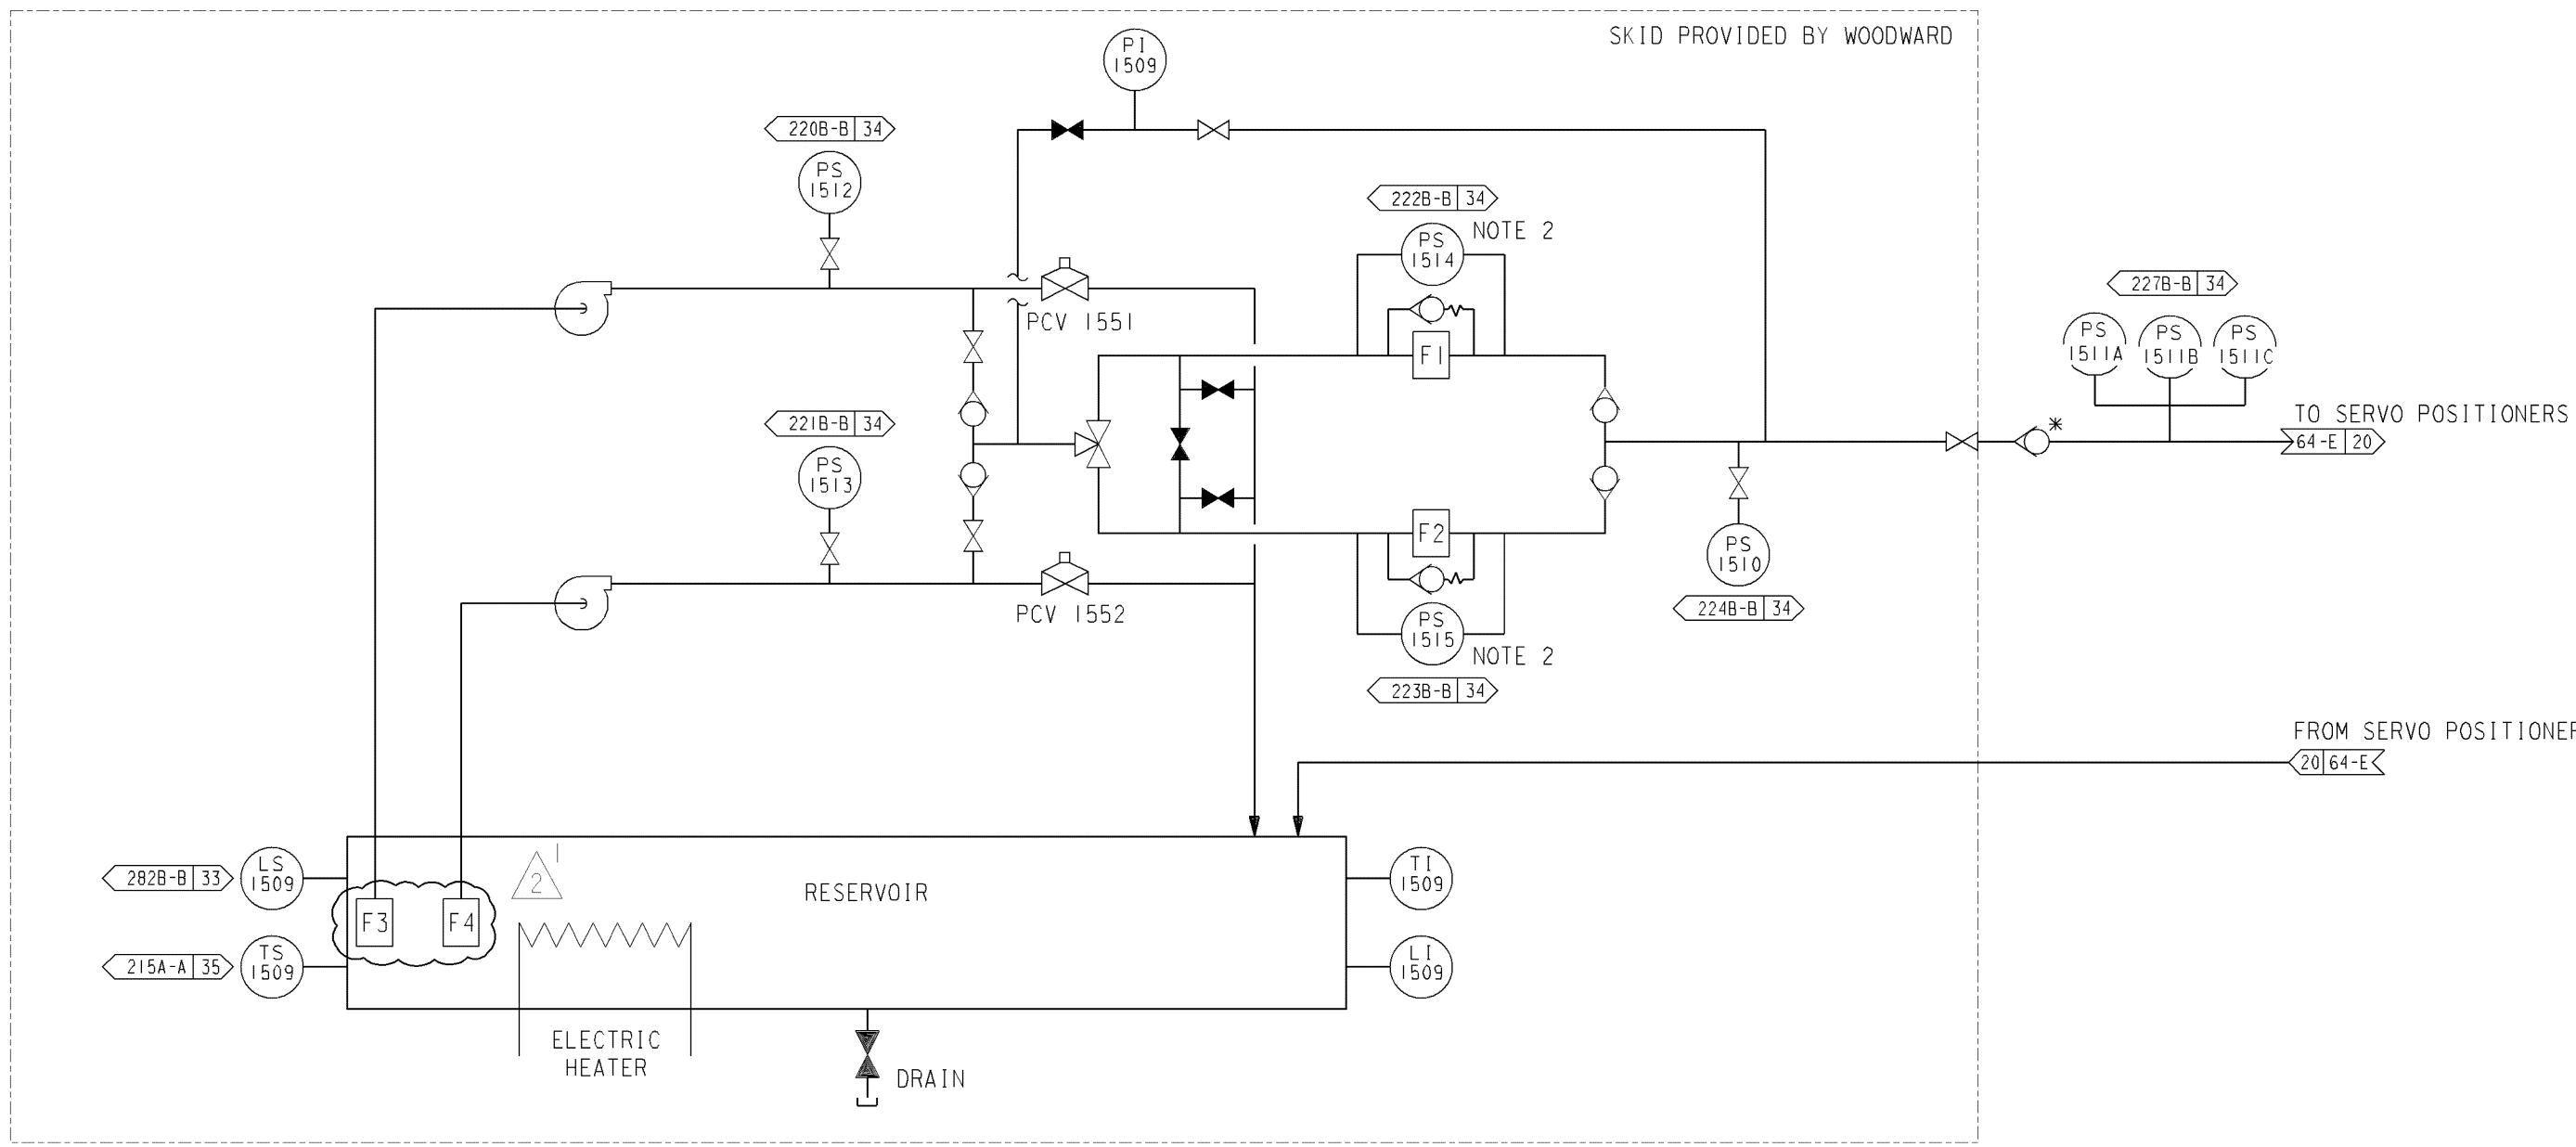 SKID PROVIDED BY WOODWARD
PI
1509
220B-B 34
PS
1512
222B-B 34
PS
1514
NOTE 2
PCV 1551
F1
227B-B 34
PS
1511A
PS
1511B
PS
1511C
TO SERVO POSITIONERS
64-E 20
221B-B 34
PS
1513
PCV 1552
F2
PS
1515
NOTE 2
223B-B 34
PS
1510
224B-B 34
FROM SERVO POSITIONER
20 64-E
282B-B 33
LS
1509
215A-A 35
TS
1509
F3
F4
2
1
RESERVOIR
TI
1509
LI
1509
ELECTRIC
HEATER
DRAIN